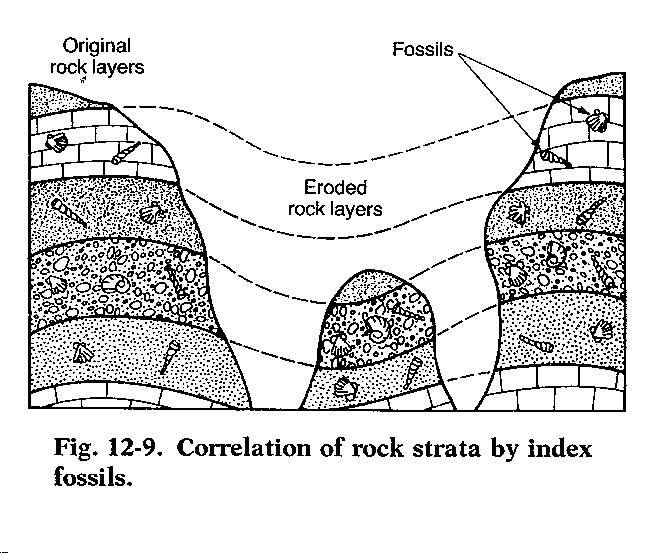 Original
rock layers
Fossils
Eroded
rock layers
Fig. 12-9. Correlation of rock strata by index
fossils.